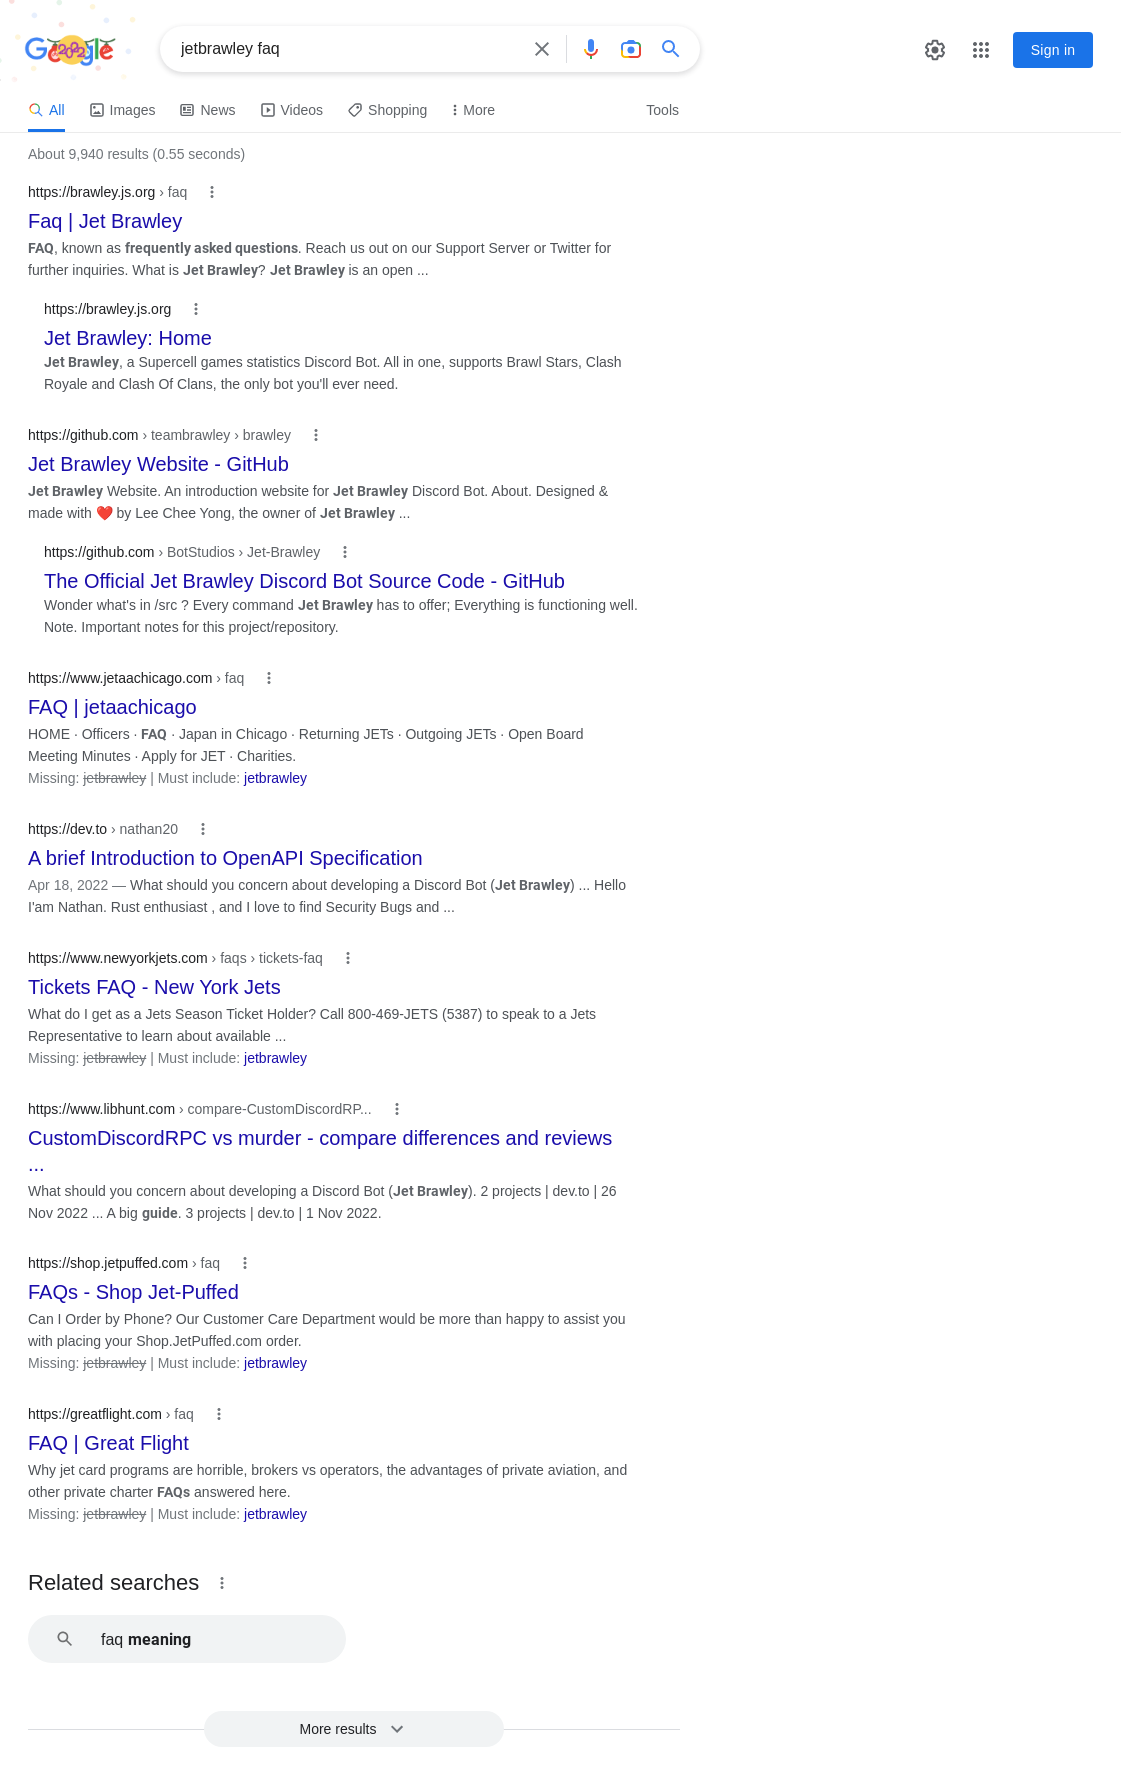 Google
jetbrawley faq
Sign in
All Images News Videos Shopping More Tools
About 9,940 results (0.55 seconds)
https://brawley.js.org › faq
Faq | Jet Brawley
FAQ, known as frequently asked questions. Reach us out on our Support Server or Twitter for
further inquiries. What is Jet Brawley? Jet Brawley is an open ...
https://brawley.js.org
Jet Brawley: Home
Jet Brawley, a Supercell games statistics Discord Bot. All in one, supports Brawl Stars, Clash
Royale and Clash Of Clans, the only bot you'll ever need.
https://github.com › teambrawley › brawley
Jet Brawley Website - GitHub
Jet Brawley Website. An introduction website for Jet Brawley Discord Bot. About. Designed &
made with ❤️ by Lee Chee Yong, the owner of Jet Brawley ...
https://github.com › BotStudios › Jet-Brawley
The Official Jet Brawley Discord Bot Source Code - GitHub
Wonder what's in /src ? Every command Jet Brawley has to offer; Everything is functioning well.
Note. Important notes for this project/repository.
https://www.jetaachicago.com › faq
FAQ | jetaachicago
HOME · Officers · FAQ · Japan in Chicago · Returning JETs · Outgoing JETs · Open Board
Meeting Minutes · Apply for JET · Charities.
Missing: jetbrawley | Must include: jetbrawley
https://dev.to › nathan20
A brief Introduction to OpenAPI Specification
Apr 18, 2022 — What should you concern about developing a Discord Bot (Jet Brawley) ... Hello
I'am Nathan. Rust enthusiast , and I love to find Security Bugs and ...
https://www.newyorkjets.com › faqs › tickets-faq
Tickets FAQ - New York Jets
What do I get as a Jets Season Ticket Holder? Call 800-469-JETS (5387) to speak to a Jets
Representative to learn about available ...
Missing: jetbrawley | Must include: jetbrawley
https://www.libhunt.com › compare-CustomDiscordRP...
CustomDiscordRPC vs murder - compare differences and reviews
...
What should you concern about developing a Discord Bot (Jet Brawley). 2 projects | dev.to | 26
Nov 2022 ... A big guide. 3 projects | dev.to | 1 Nov 2022.
https://shop.jetpuffed.com › faq
FAQs - Shop Jet-Puffed
Can I Order by Phone? Our Customer Care Department would be more than happy to assist you
with placing your Shop.JetPuffed.com order.
Missing: jetbrawley | Must include: jetbrawley
https://greatflight.com › faq
FAQ | Great Flight
Why jet card programs are horrible, brokers vs operators, the advantages of private aviation, and
other private charter FAQs answered here.
Missing: jetbrawley | Must include: jetbrawley
Related searches
faq meaning
More results